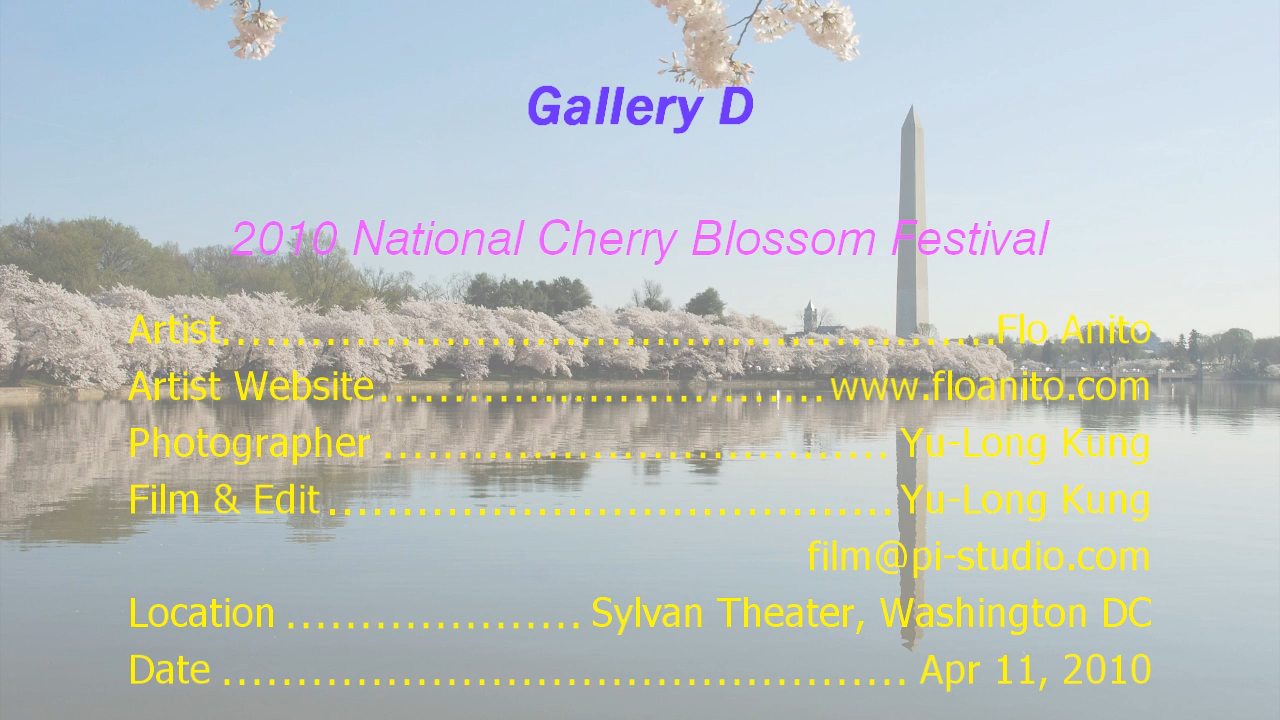 Gallery D
2010 National Cherry Blossom Festival
Artist....................................................Flo Anito
Artist Website..............................www.floanito.com
Photographer .................................. Yu-Long Kung
Film & Edit ......................................Yu-Long Kung
film@pi-studio.com
Location .................... Sylvan Theater, Washington DC
Date .............................................. Apr 11, 2010